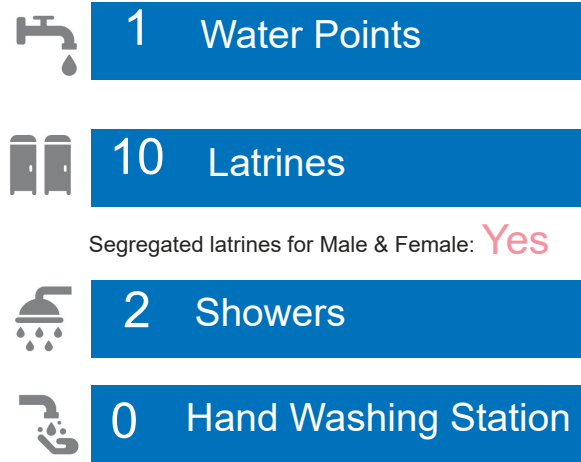 1 Water Points
10 Latrines
Segregated latrines for Male & Female: Yes
2 Showers
0 Hand Washing Station